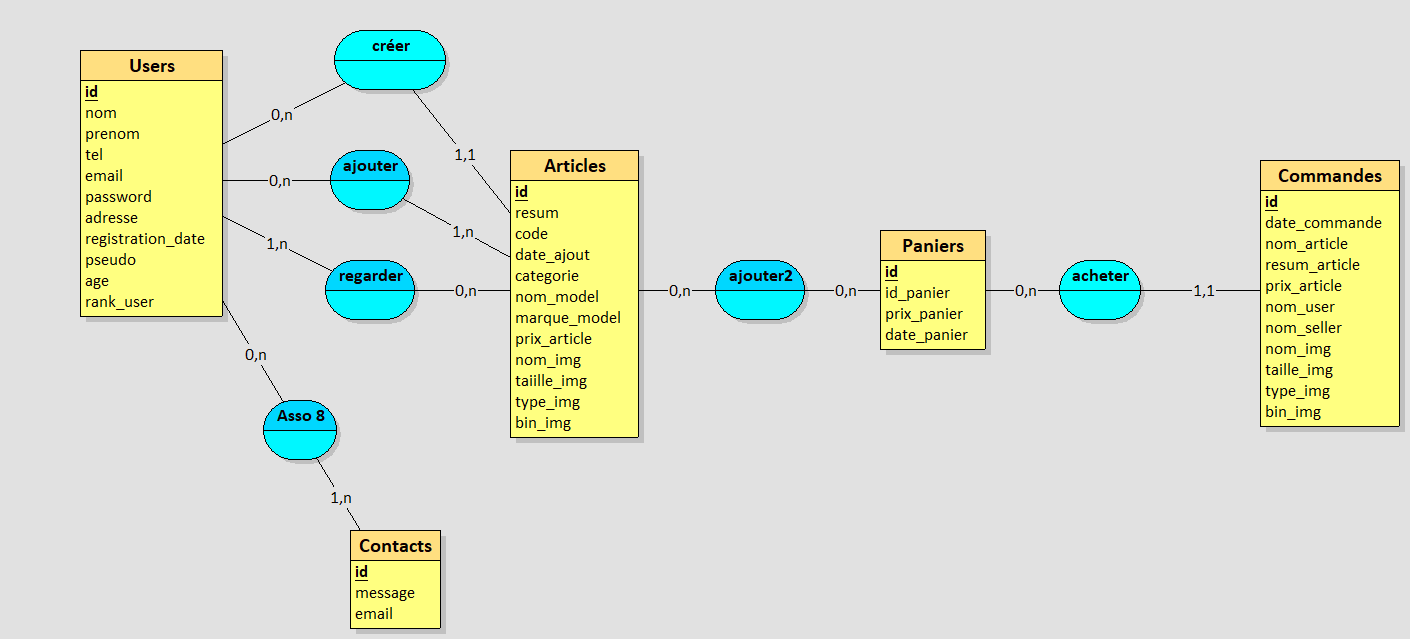 Users
id
nom
prenom
tel
email
password
adresse
registration_date
pseudo
age
rank_user
créer
0,n
1,1
ajouter
0,n
1,n
regarder
1,n
0,n
Articles
id
resum
code
date_ajout
categorie
nom_model
marque_model
prix_article
nom_img
taiille_img
type_img
bin_img
0,n
ajouter2
0,n
Paniers
id
id_panier
prix_panier
date_panier
0,n
acheter
1,1
Commandes
id
date_commande
nom_article
resum_article
prix_article
nom_user
nom_seller
nom_img
taille_img
type_img
bin_img
0,n
Asso 8
1,n
Contacts
id
message
email